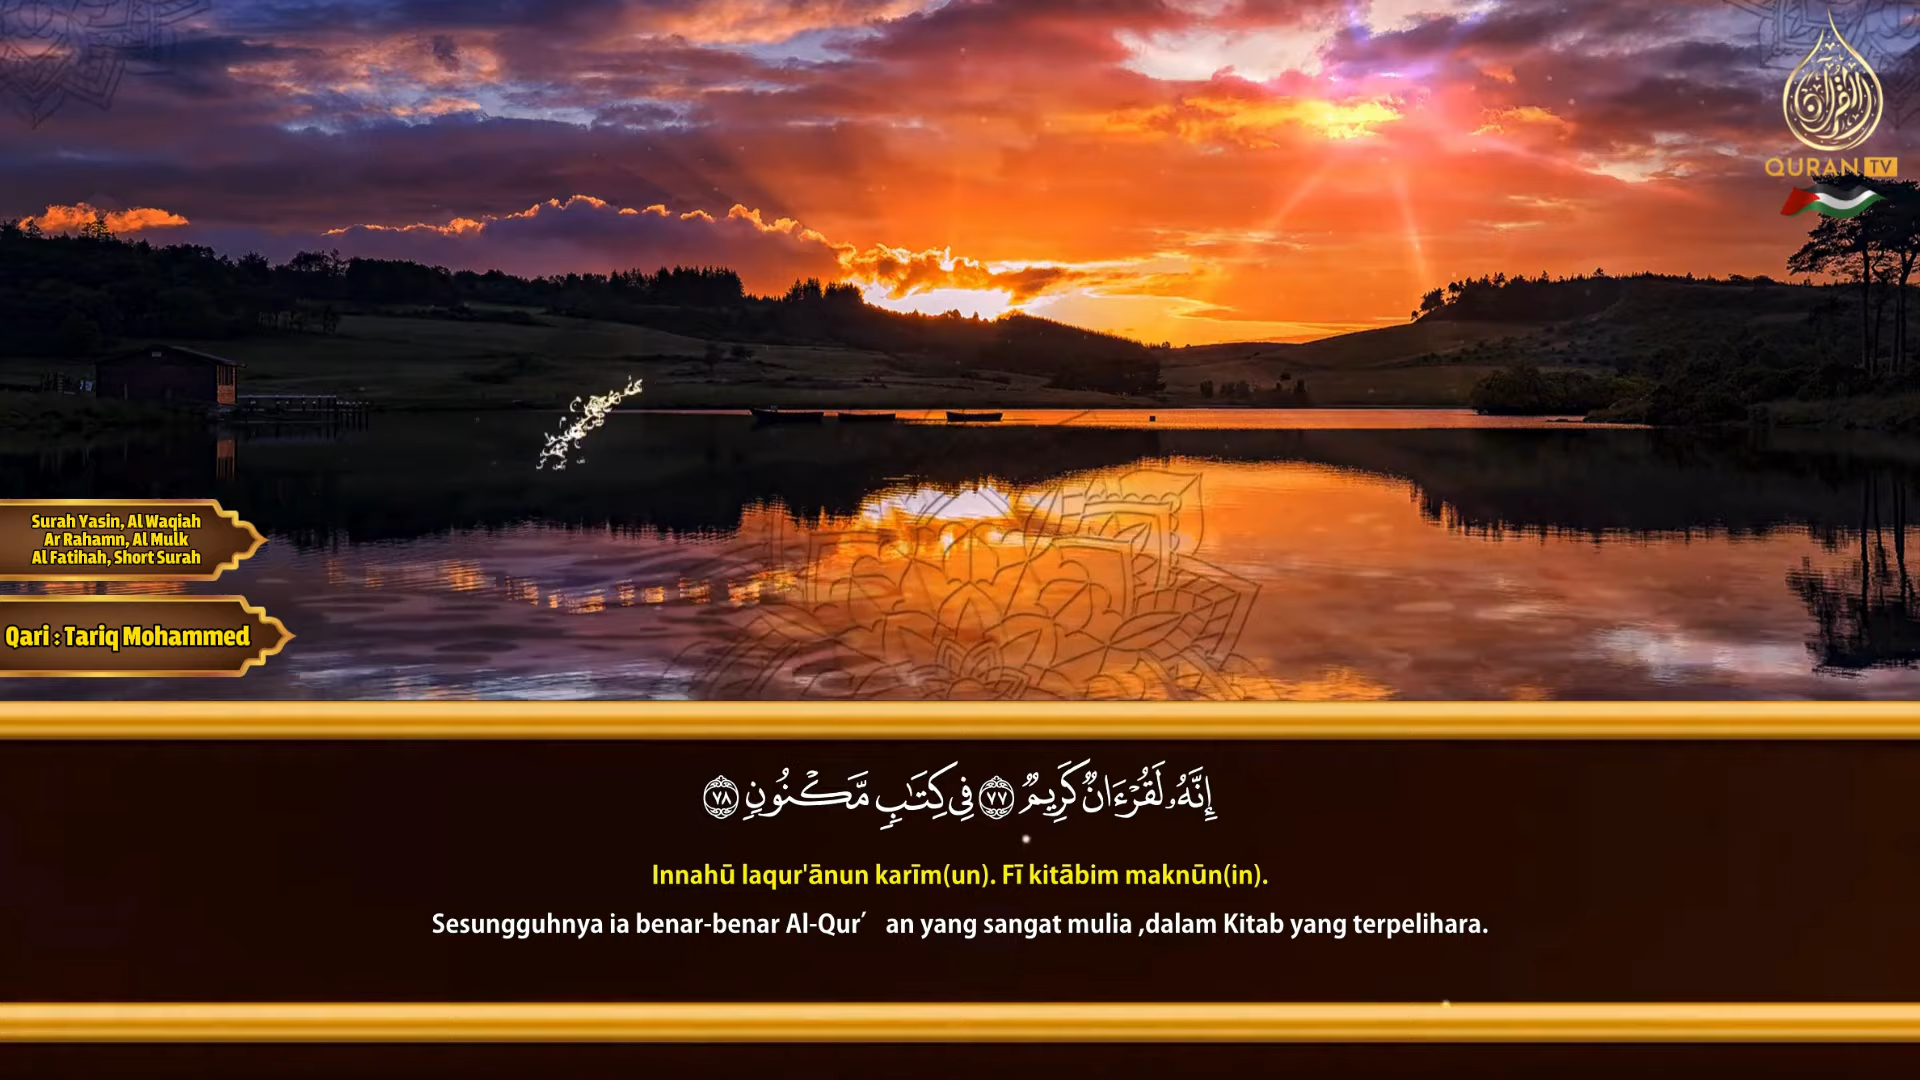 القرآن
QURAN TV
Surah Yasin, Al Waqiah
Ar Rahamn, Al Mulk
Al Fatihah, Short Surah
Qari : Tariq Mohammed
إِنَّهُۥ لَقُرْءَانٌ كَرِيمٌ ٧٧ فِى كِتَٰبٍ مَّكْنُونٍ ٧٨
Innahū laqur'ānun karīm(un). Fī kitābim maknūn(in).
Sesungguhnya ia benar-benar Al-Qur′ an yang sangat mulia ,dalam Kitab yang terpelihara.